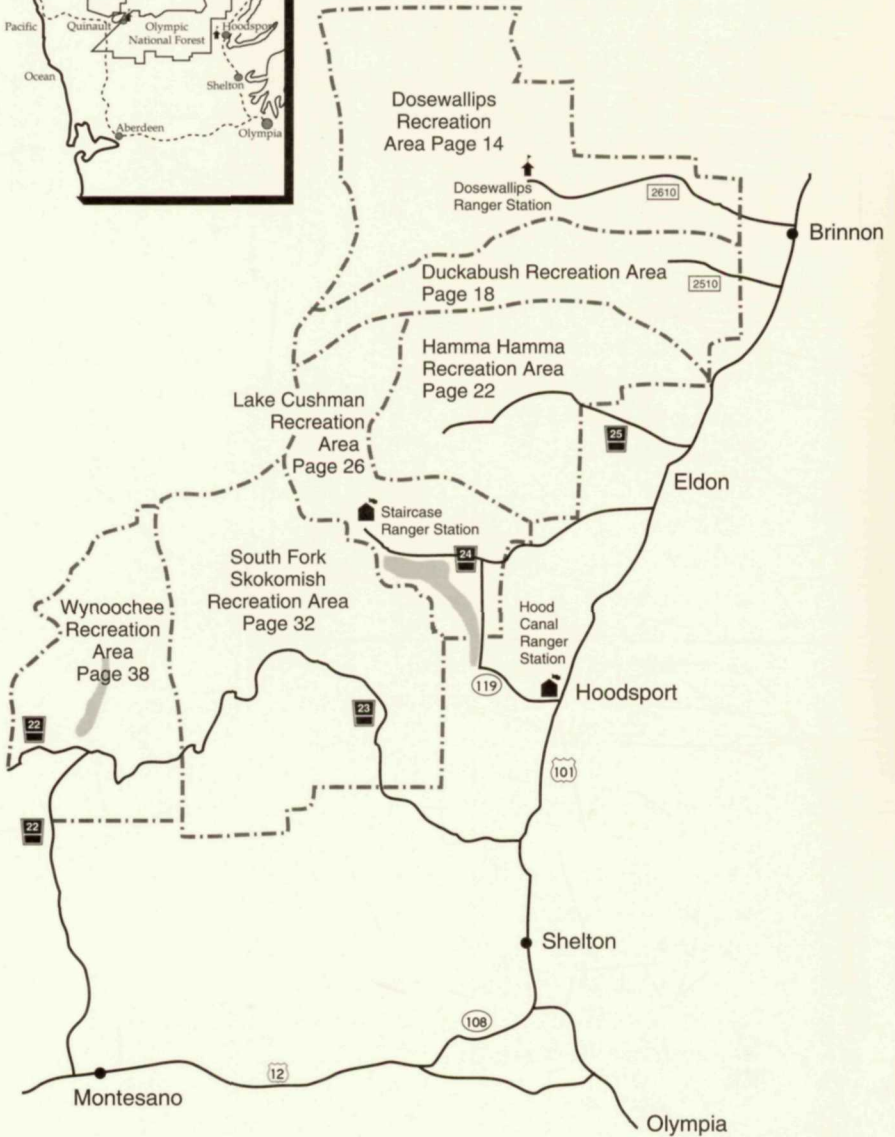 Pacific
Quinault
Olympic
National Forest
Hoodsport
Ocean
Shelton
Aberdeen
Olympia
Dosewallips
Recreation
Area Page 14
Dosewallips
Ranger Station
2610
Brinnon
Duckabush Recreation Area
Page 18
2510
Hamma Hamma
Recreation Area
Page 22
Lake Cushman
Recreation
Area
Page 26
25
Eldon
Staircase
Ranger Station
24
South Fork
Skokomish
Recreation Area
Page 32
Wynoochee
Recreation
Area
Page 38
Hood
Canal
Ranger
Station
119
Hoodsport
22
23
101
22
Shelton
108
12
Montesano
Olympia